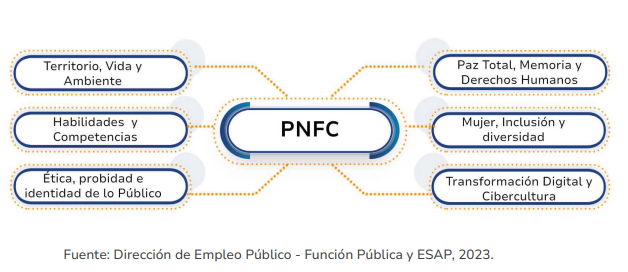 Territorio, Vida y
Ambiente
Habilidades y
Competencias
Ética, probidad e
identidad de lo Público
PNFC
Paz Total, Memoria y
Derechos Humanos
Mujer, Inclusión y
diversidad
Transformación Digital y
Cibercultura
Fuente: Dirección de Empleo Público - Función Pública y ESAP, 2023.